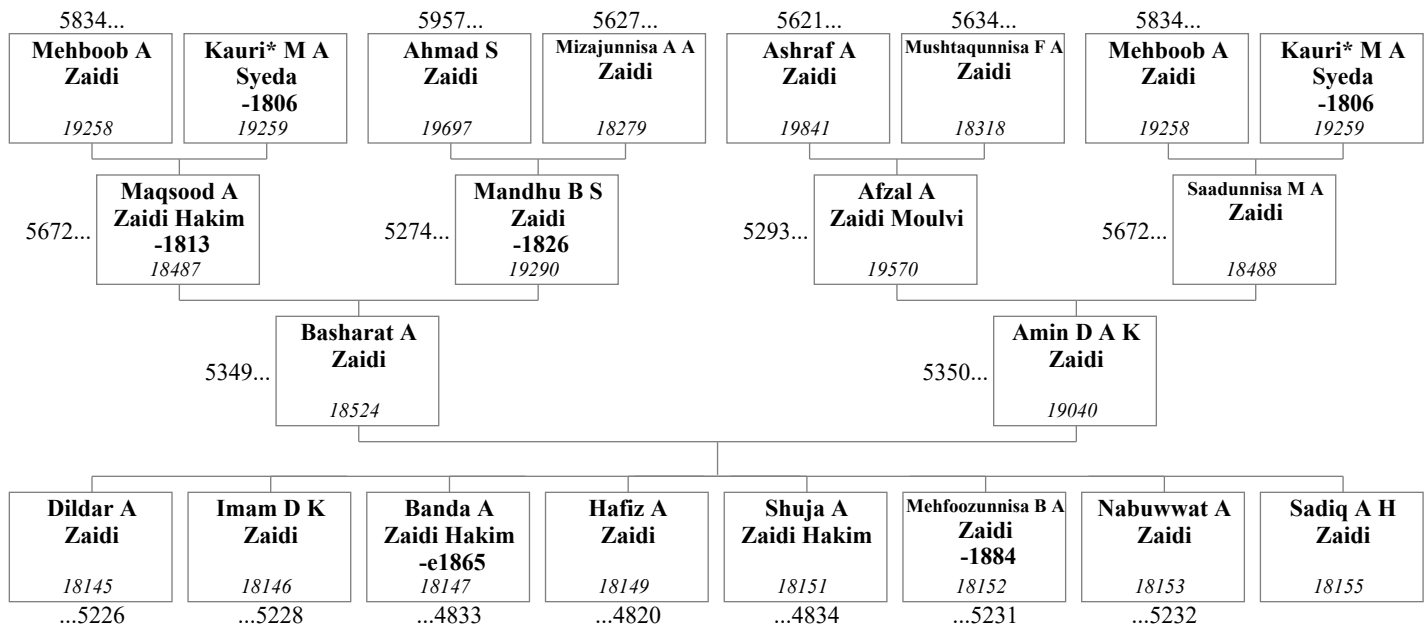 5834... 5957... 5627... 5621... 5634... 5834...
Mehboob A Kauri* M A Ahmad S Mizajunnisa A A Ashraf A Mushtaqunnisa F A Mehboob A Kauri* M A
Zaidi Syeda Zaidi Zaidi Zaidi Zaidi Zaidi Syeda
-1806 -1806
19258 19259 19697 18279 19841 18318 19258 19259
Maqsood A Mandhu B S Afzal A Saadunnisa M A
Zaidi Hakim Zaidi Zaidi Moulvi Zaidi
5672... -1813 5274... -1826 5293... 5672...
18487 19290 19570 18488
Basharat A Amin D A K
Zaidi Zaidi
5349... 5350...
18524 19040
Dildar A Imam D K Banda A Hafiz A Shuja A Mehfoozunnisa B A Nabuwwat A Sadiq A H
Zaidi Zaidi Zaidi Hakim Zaidi Zaidi Hakim Zaidi Zaidi Zaidi
-e1865 -1884
18145 18146 18147 18149 18151 18152 18153 18155
...5226 ...5228 ...4833 ...4820 ...4834 ...5231 ...5232